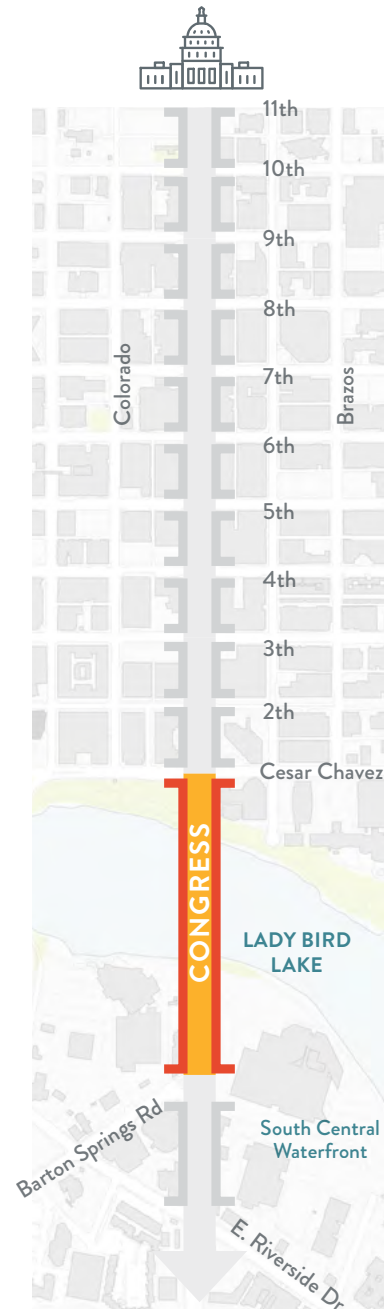 11th
10th
9th
8th
Colorado
7th
Brazos
6th
5th
4th
3th
2th
Cesar Chavez
CONGRESS
LADY BIRD
LAKE
Barton Springs Rd
South Central
Waterfront
E. Riverside Dr